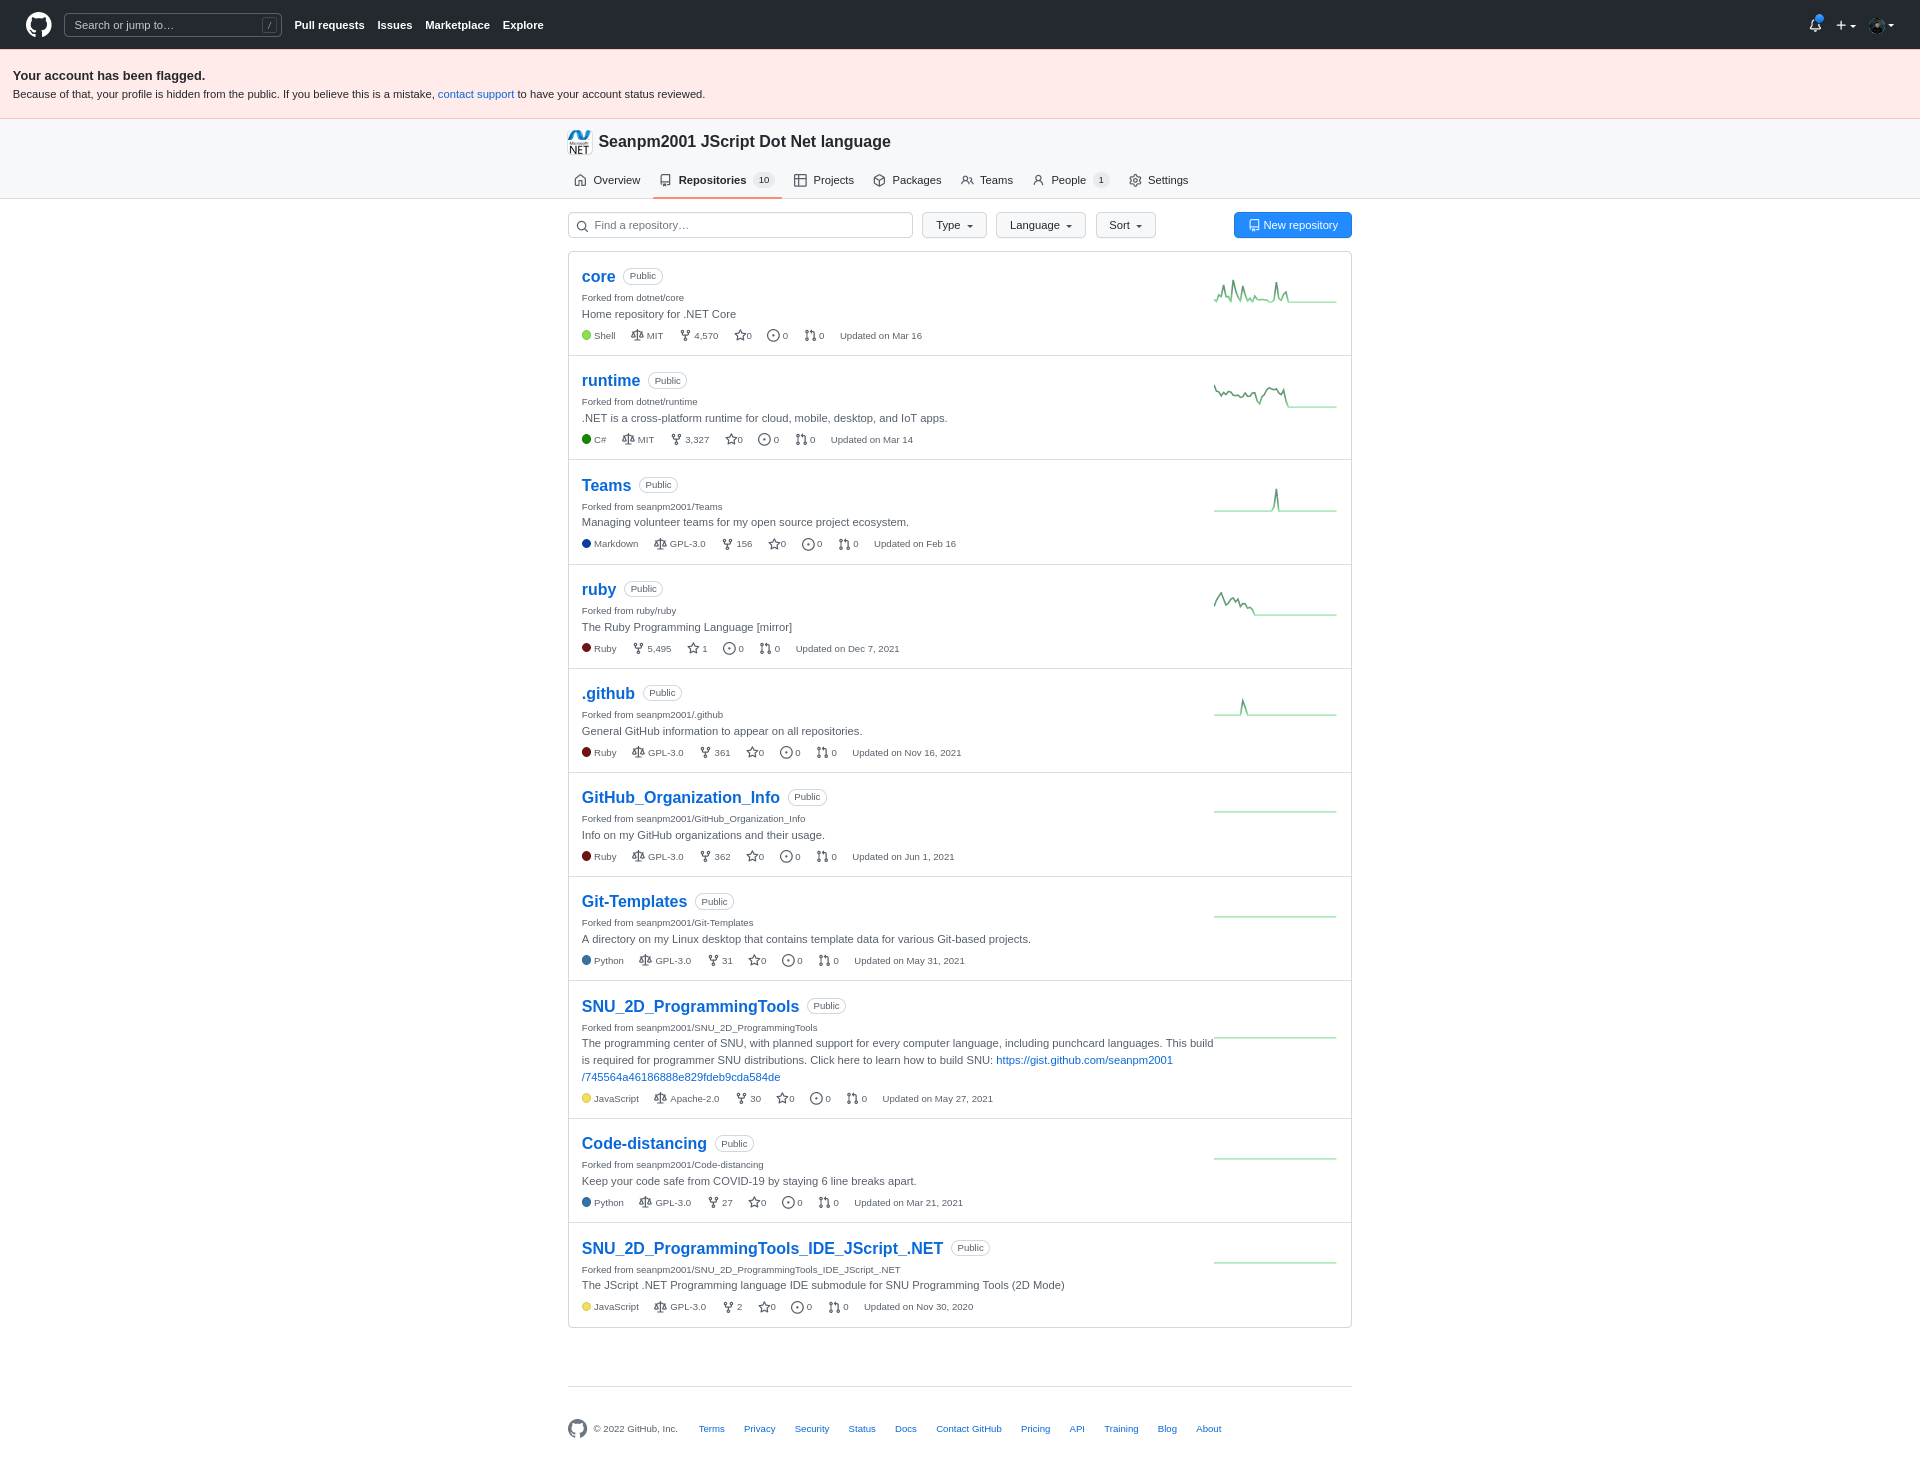 Search or jump to… /
Pull requests Issues Marketplace Explore
Your account has been flagged.
Because of that, your profile is hidden from the public. If you believe this is a mistake, contact support to have your account status reviewed.
Microsoft
.NET
Seanpm2001 JScript Dot Net language
Overview Repositories 10 Projects Packages Teams People 1 Settings
Find a repository… Type Language Sort New repository
core Public
Forked from dotnet/core
Home repository for .NET Core
Shell MIT 4,570 0 0 0 Updated on Mar 16
runtime Public
Forked from dotnet/runtime
.NET is a cross-platform runtime for cloud, mobile, desktop, and IoT apps.
C# MIT 3,327 0 0 0 Updated on Mar 14
Teams Public
Forked from seanpm2001/Teams
Managing volunteer teams for my open source project ecosystem.
Markdown GPL-3.0 156 0 0 0 Updated on Feb 16
ruby Public
Forked from ruby/ruby
The Ruby Programming Language [mirror]
Ruby 5,495 1 0 0 Updated on Dec 7, 2021
.github Public
Forked from seanpm2001/.github
General GitHub information to appear on all repositories.
Ruby GPL-3.0 361 0 0 0 Updated on Nov 16, 2021
GitHub_Organization_Info Public
Forked from seanpm2001/GitHub_Organization_Info
Info on my GitHub organizations and their usage.
Ruby GPL-3.0 362 0 0 0 Updated on Jun 1, 2021
Git-Templates Public
Forked from seanpm2001/Git-Templates
A directory on my Linux desktop that contains template data for various Git-based projects.
Python GPL-3.0 31 0 0 0 Updated on May 31, 2021
SNU_2D_ProgrammingTools Public
Forked from seanpm2001/SNU_2D_ProgrammingTools
The programming center of SNU, with planned support for every computer language, including punchcard languages. This build
is required for programmer SNU distributions. Click here to learn how to build SNU: https://gist.github.com/seanpm2001
/745564a46186888e829fdeb9cda584de
JavaScript Apache-2.0 30 0 0 0 Updated on May 27, 2021
Code-distancing Public
Forked from seanpm2001/Code-distancing
Keep your code safe from COVID-19 by staying 6 line breaks apart.
Python GPL-3.0 27 0 0 0 Updated on Mar 21, 2021
SNU_2D_ProgrammingTools_IDE_JScript_.NET Public
Forked from seanpm2001/SNU_2D_ProgrammingTools_IDE_JScript_.NET
The JScript .NET Programming language IDE submodule for SNU Programming Tools (2D Mode)
JavaScript GPL-3.0 2 0 0 0 Updated on Nov 30, 2020
© 2022 GitHub, Inc. Terms Privacy Security Status Docs Contact GitHub Pricing API Training Blog About